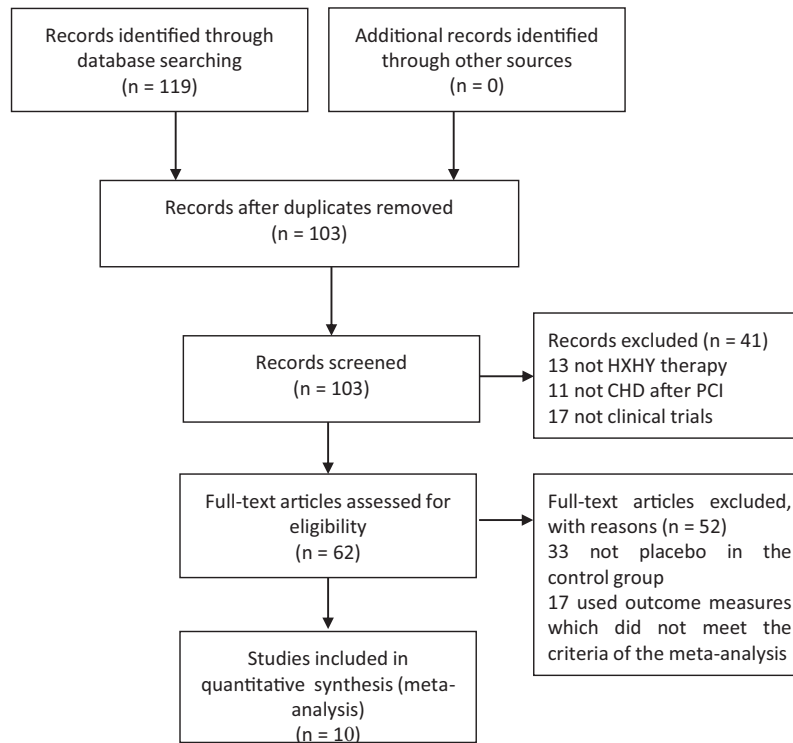 Records identified through
database searching
(n = 119)
Additional records identified
through other sources
(n = 0)
Records after duplicates removed
(n = 103)
Records screened
(n = 103)
Records excluded (n = 41)
13 not HXHY therapy
11 not CHD after PCI
17 not clinical trials
Full-text articles assessed for
eligibility
(n = 62)
Full-text articles excluded,
with reasons (n = 52)
33 not placebo in the
control group
17 used outcome measures
which did not meet the
criteria of the meta-analysis
Studies included in
quantitative synthesis (meta-
analysis)
(n = 10)